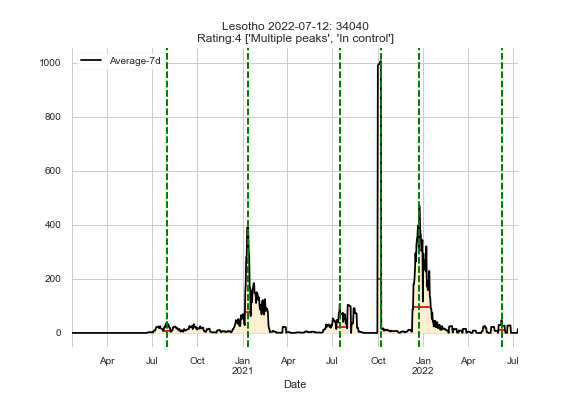 Lesotho 2022-07-12: 34040
Rating:4 ['Multiple peaks', 'In control']
Average-7d
1000
800
600
400
200
0
Apr Jul Oct Jan Apr Jul Oct Jan Apr Jul
2021 2022
Date